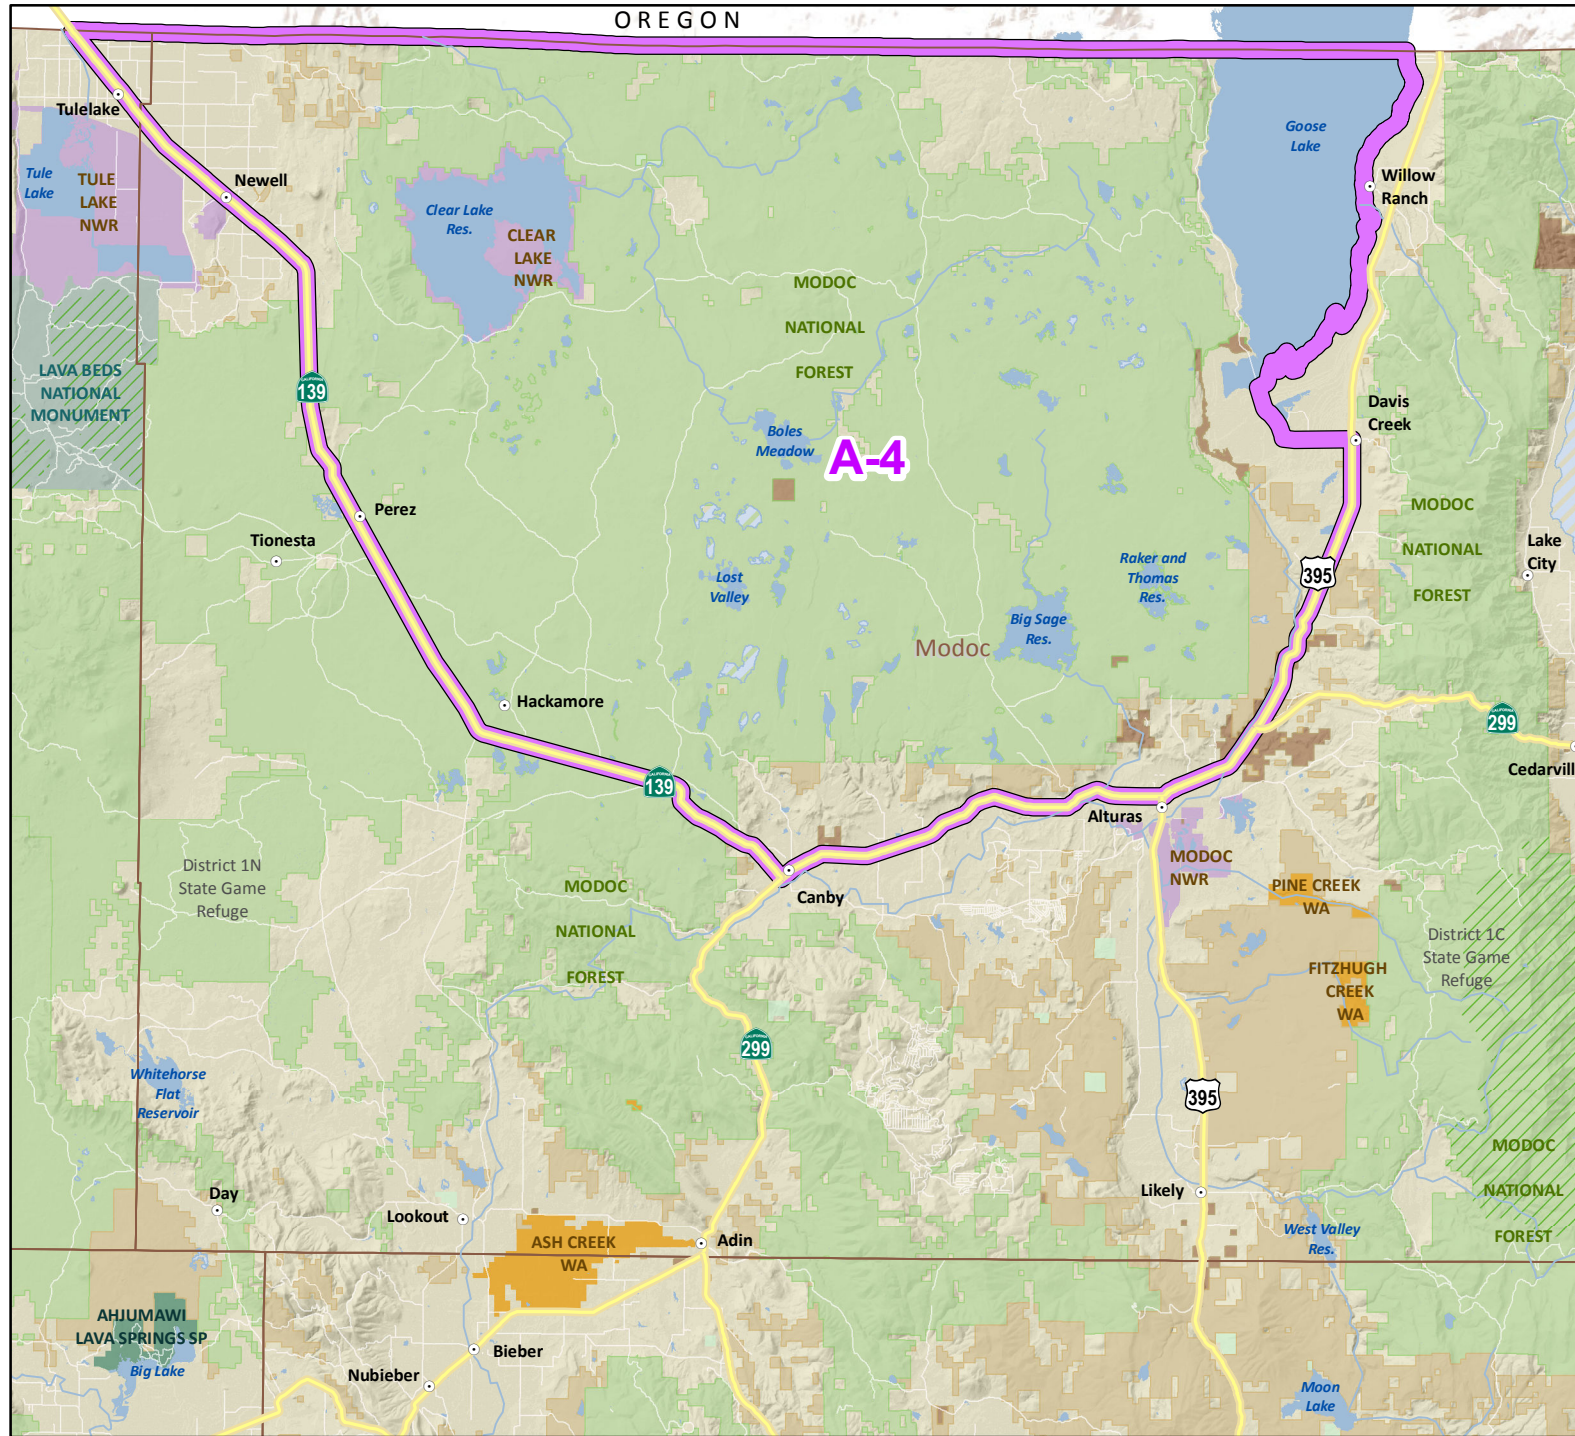 OREGON
Tulelake
Tule
Lake
TULE
LAKE
NWR
Newell
Clear Lake
Res.
CLEAR
LAKE
NWR
Goose
Lake
Willow
Ranch
MODOC
NATIONAL
FOREST
LAVA BEDS
NATIONAL
MONUMENT
CALIFORNIA
139
Davis
Creek
Boles
Meadow
A-4
Perez
Tionesta
MODOC
NATIONAL
FOREST
Lake
City
Lost
Valley
Raker and
Thomas
Res.
395
Big Sage
Res.
Modoc
Hackamore
CALIFORNIA
299
Cedarvill
CALIFORNIA
139
Alturas
MODOC
NWR
District 1N
State Game
Refuge
MODOC
NATIONAL
FOREST
Canby
PINE CREEK
WA
District 1C
State Game
Refuge
FITZHUGH
CREEK
WA
CALIFORNIA
299
Whitehorse
Flat
Reservoir
395
MODOC
NATIONAL
FOREST
Day
Lookout
Likely
West Valley
Res.
ASH CREEK
WA
Adin
AHJUMAWI
LAVA SPRINGS SP
Big Lake
Bieber
Nubieber
Moon
Lake